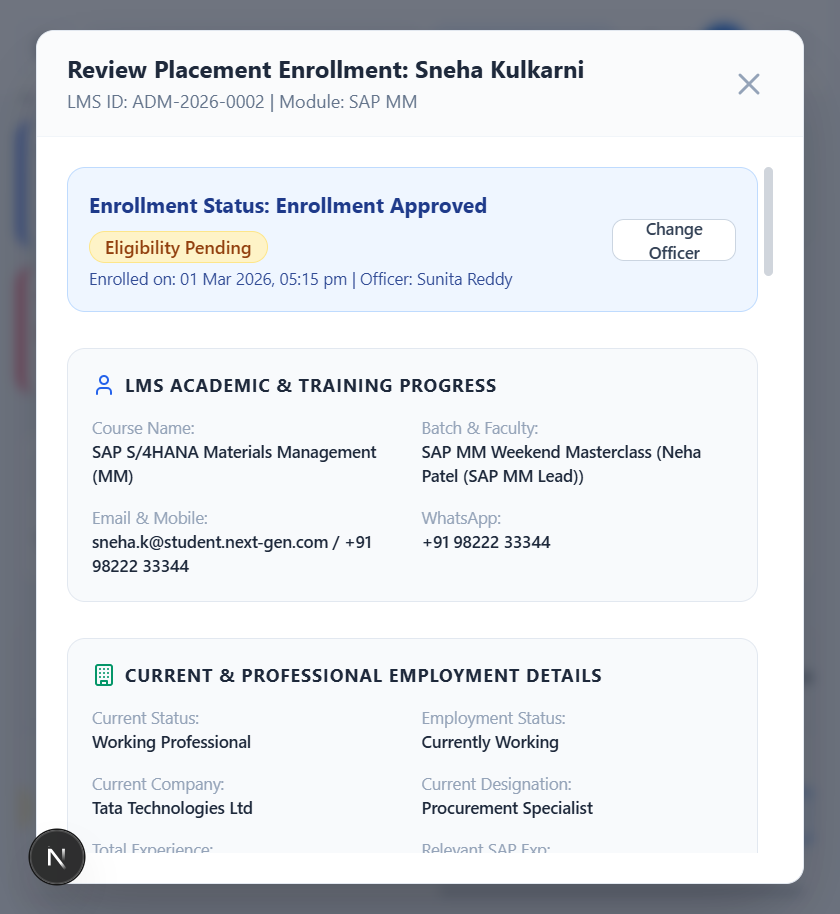 Review Placement Enrollment: Sneha Kulkarni
LMS ID: ADM-2026-0002 | Module: SAP MM
Enrollment Status: Enrollment Approved
Eligibility Pending
Enrolled on: 01 Mar 2026, 05:15 pm | Officer: Sunita Reddy
Change
Officer
LMS ACADEMIC & TRAINING PROGRESS
Course Name:
SAP S/4HANA Materials Management
(MM)
Batch & Faculty:
SAP MM Weekend Masterclass (Neha
Patel (SAP MM Lead))
Email & Mobile:
sneha.k@student.next-gen.com / +91
98222 33344
WhatsApp:
+91 98222 33344
CURRENT & PROFESSIONAL EMPLOYMENT DETAILS
Current Status:
Working Professional
Employment Status:
Currently Working
Current Company:
Tata Technologies Ltd
Current Designation:
Procurement Specialist
Total Experience:
Relevant SAP Exp:
N